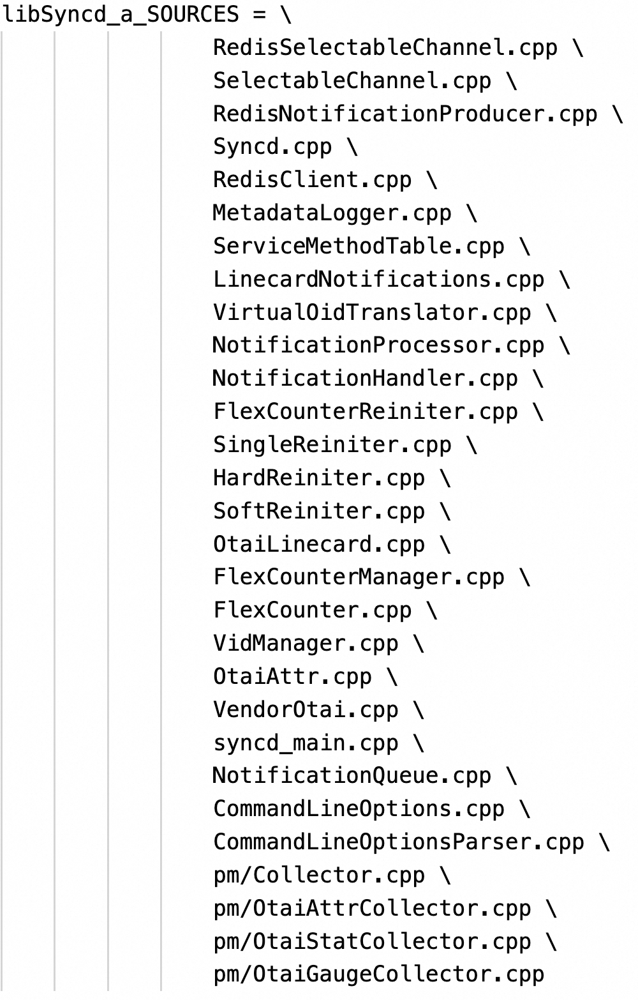 libSyncd_a_SOURCES = \
RedisSelectableChannel.cpp \
SelectableChannel.cpp \
RedisNotificationProducer.cpp \
Syncd.cpp \
RedisClient.cpp \
MetadataLogger.cpp \
ServiceMethodTable.cpp \
LinecardNotifications.cpp \
VirtualOidTranslator.cpp \
NotificationProcessor.cpp \
NotificationHandler.cpp \
FlexCounterReiniter.cpp \
SingleReiniter.cpp \
HardReiniter.cpp \
SoftReiniter.cpp \
OtaiLinecard.cpp \
FlexCounterManager.cpp \
FlexCounter.cpp \
VidManager.cpp \
OtaiAttr.cpp \
VendorOtai.cpp \
syncd_main.cpp \
NotificationQueue.cpp \
CommandLineOptions.cpp \
CommandLineOptionsParser.cpp \
pm/Collector.cpp \
pm/OtaiAttrCollector.cpp \
pm/OtaiStatCollector.cpp \
pm/OtaiGaugeCollector.cpp